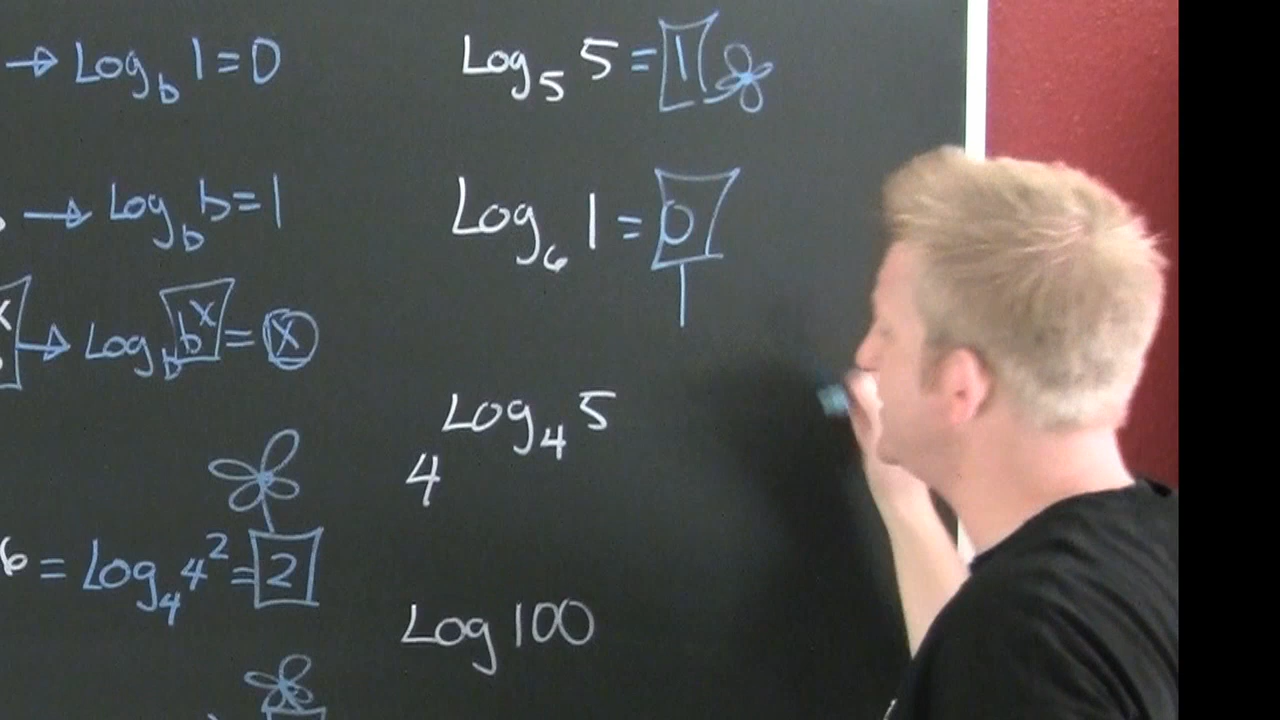 → Log_b 1 = 0
→ Log_b b = 1
x → Log_b b^x = x
6 = Log_4 4^2 = 2
Log_5 5 = 1
Log_6 1 = 0
4^Log_4 5
Log 100